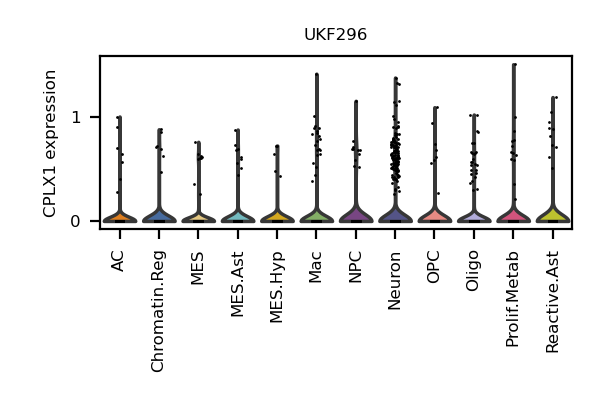 UKF296
CPLX1 expression
1
0
AC
Chromatin.Reg
MES
MES.Ast
MES.Hyp
Mac
NPC
Neuron
OPC
Oligo
Prolif.Metab
Reactive.Ast